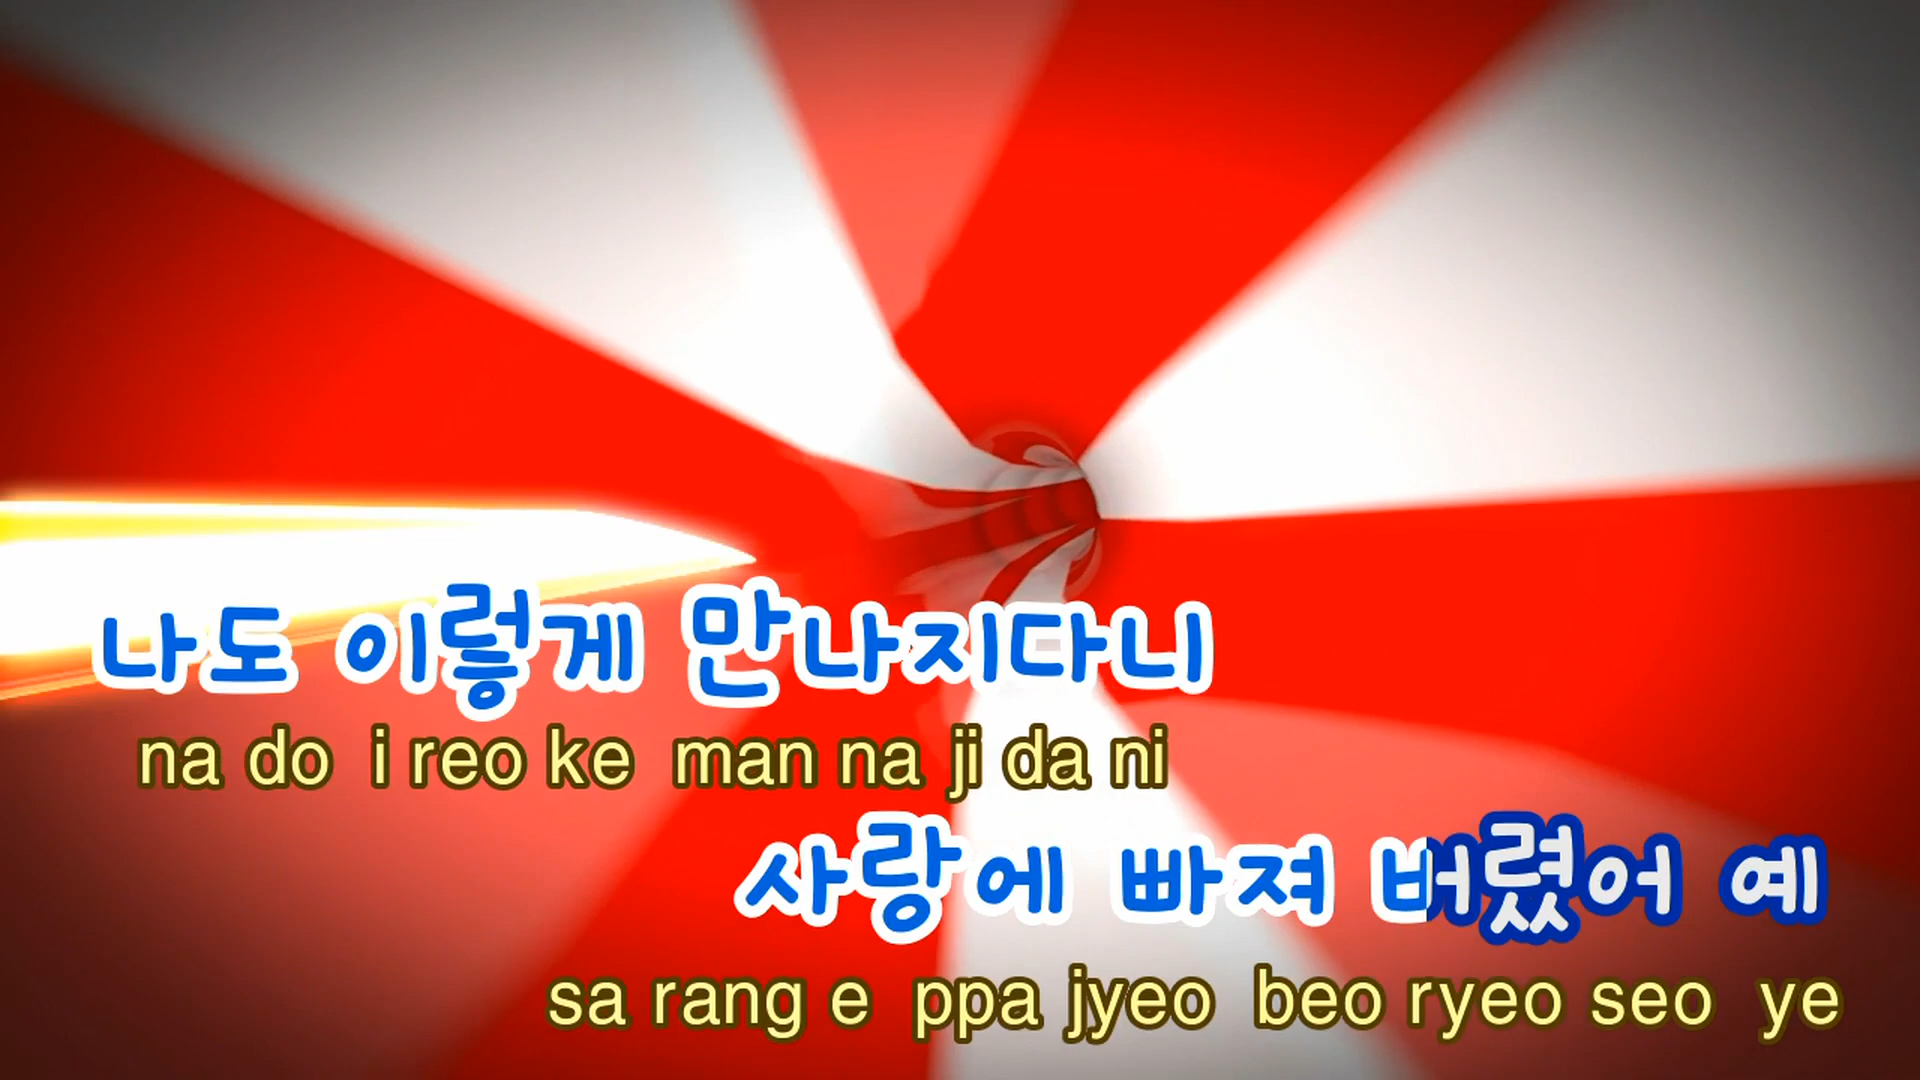 나도 이렇게 만나지다니
na do i reo ke man na ji da ni
사랑에 빠져 버렸어 예
sa rang e ppa jyeo beo ryeo seo ye